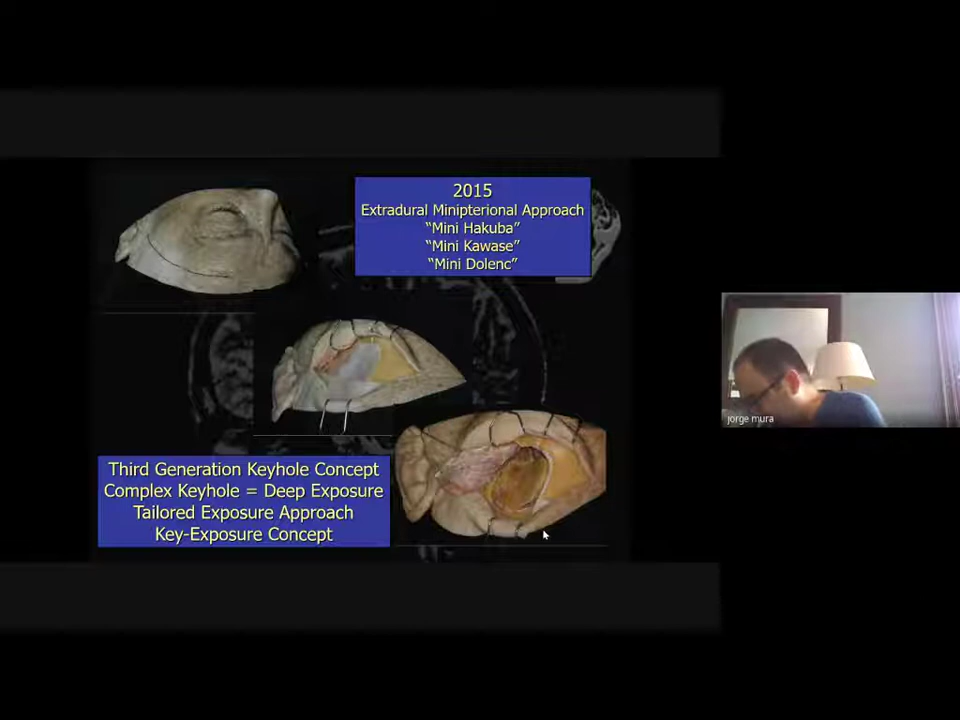 2015
Extradural Minipterional Approach
“Mini Hakuba”
“Mini Kawase”
“Mini Dolenc”
Third Generation Keyhole Concept
Complex Keyhole = Deep Exposure
Tailored Exposure Approach
Key-Exposure Concept
jorge mura